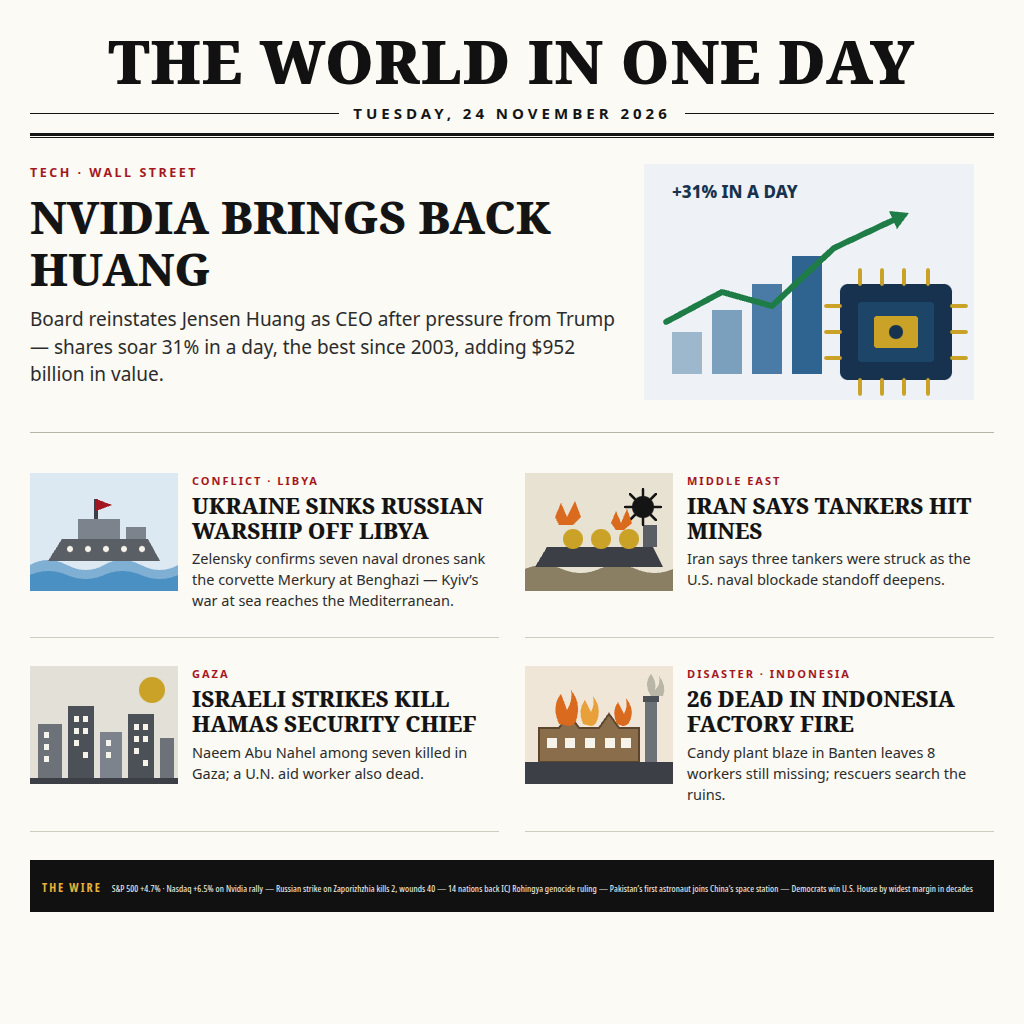 THE WORLD IN ONE DAY
TUESDAY, 24 NOVEMBER 2026
TECH · WALL STREET
NVIDIA BRINGS BACK
HUANG
Board reinstates Jensen Huang as CEO after pressure from Trump
— shares soar 31% in a day, the best since 2003, adding $952
billion in value.
+31% IN A DAY
CONFLICT · LIBYA
UKRAINE SINKS RUSSIAN
WARSHIP OFF LIBYA
Zelensky confirms seven naval drones sank
the corvette Merkury at Benghazi — Kyiv’s
war at sea reaches the Mediterranean.
MIDDLE EAST
IRAN SAYS TANKERS HIT
MINES
Iran says three tankers were struck as the
U.S. naval blockade standoff deepens.
GAZA
ISRAELI STRIKES KILL
HAMAS SECURITY CHIEF
Naeem Abu Nahel among seven killed in
Gaza; a U.N. aid worker also dead.
DISASTER · INDONESIA
26 DEAD IN INDONESIA
FACTORY FIRE
Candy plant blaze in Banten leaves 8
workers still missing; rescuers search the
ruins.
THE WIRE S&P 500 +4.7% · Nasdaq +6.5% on Nvidia rally — Russian strike on Zaporizhzhia kills 2, wounds 40 — 14 nations back ICJ Rohingya genocide ruling — Pakistan’s first astronaut joins China’s space station — Democrats win U.S. House by widest margin in decades